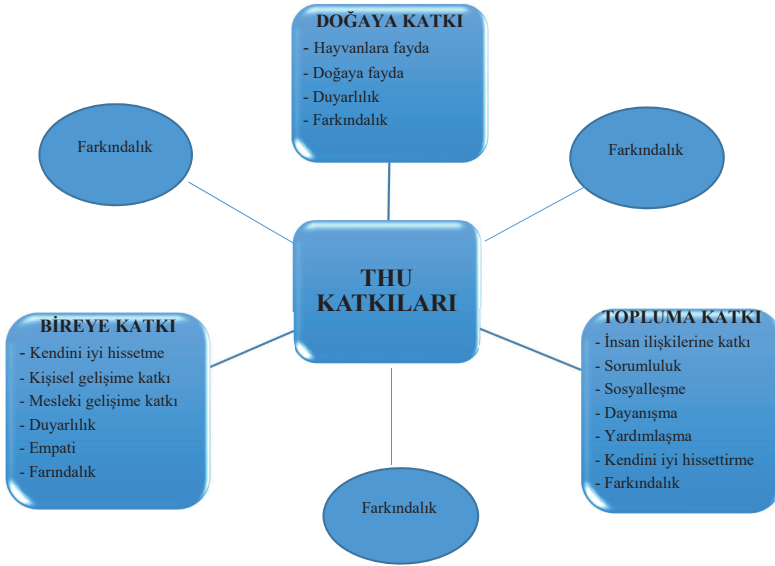 DOĞAYA KATKI
- Hayvanlara fayda
- Doğaya fayda
- Duyarlılık
- Farkındalık
Farkındalık
Farkındalık
THU
KATKILARI
BİREYE KATKI
- Kendini iyi hissetme
- Kişisel gelişime katkı
- Mesleki gelişime katkı
- Duyarlılık
- Empati
- Farındalık
TOPLUMA KATKI
- İnsan ilişkilerine katkı
- Sorumluluk
- Sosyalleşme
- Dayanışma
- Yardımlaşma
- Kendini iyi hissettirme
- Farkındalık
Farkındalık